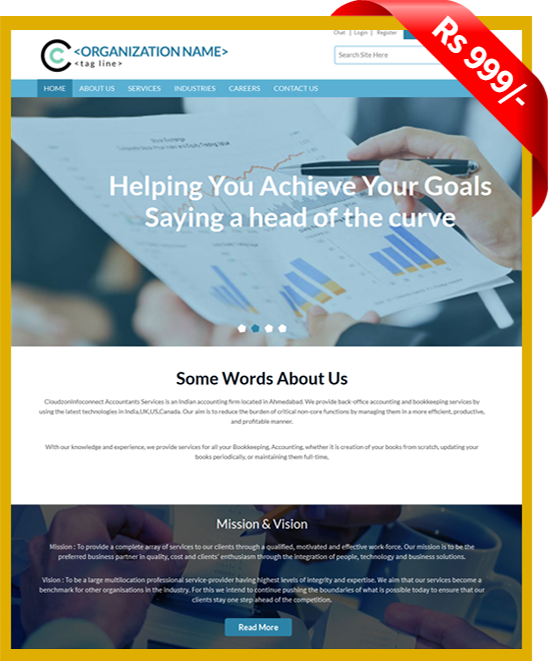 Chat | Login | Register
Rs 999/-
<ORGANIZATION NAME>
<tag line>
Search Site Here
HOME ABOUT US SERVICES INDUSTRIES CAREERS CONTACT US
Helping You Achieve Your Goals
Saying a head of the curve
Some Words About Us
CloudzonInfoconnect Accountants Services is an Indian accounting firm located in Ahmedabad. We provide back-office accounting and bookkeeping services by
using the latest technologies in India,UK,US,Canada. Our aim is to reduce the burden of critical non-core functions by managing them in a more efficient, productive,
and profitable manner.
With our knowledge and experience, we provide services for all your Bookkeeping, Accounting, whether it is creation of your books from scratch, updating your
books periodically, or maintaining them full-time,
Mission & Vision
Mission : To provide a complete array of services to our clients through a qualified, motivated and effective work-force. Our mission is to be the
preferred business partner in quality, cost and clients' enthusiasm through the integration of people, technology and business solutions.
Vision : To be a large multilocation professional service-provider having highest levels of integrity and expertise. We aim that our services become a
benchmark for other organisations in the industry. For this we intend to continue pushing the boundaries of what is possible today to ensure that our
clients stay one step ahead of the competition.
Read More